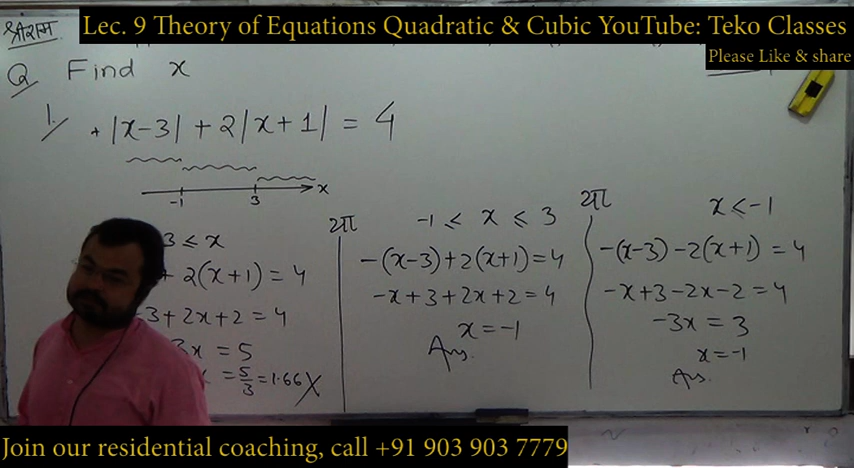 Lec. 9 Theory of Equations Quadratic & Cubic YouTube: Teko Classes
Please Like & share
श्रीराम
Q Find x
1. + |x-3| + 2|x+1| = 4
-1 3 x
3 ≤ x
+ 2(x+1) = 4
-3+2x+2 = 4
3x = 5
= 5/3 = 1.66 X
या
-1 ≤ x ≤ 3
-(x-3)+2(x+1)=4
-x+3+2x+2=4
x=-1
Ans.
या
x ≤ -1
-(x-3)-2(x+1) = 4
-x+3-2x-2=4
-3x = 3
x=-1
Ans.
Join our residential coaching, call +91 903 903 7779